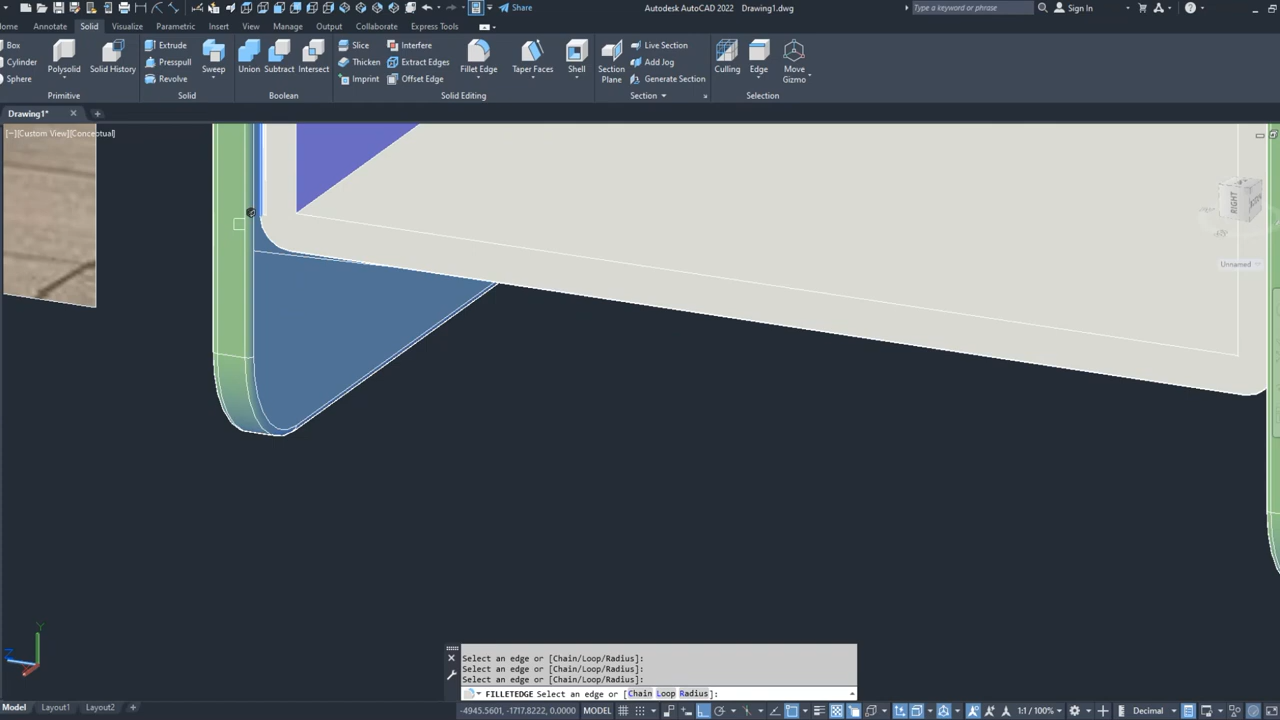 Share
Autodesk AutoCAD 2022 Drawing1.dwg
Type a keyword or phrase
Sign In
Home Annotate Solid Visualize Parametric Insert View Manage Output Collaborate Express Tools
Box
Cylinder
Sphere
Polysolid
Solid History
Primitive
Extrude
Presspull
Revolve
Sweep
Solid
Union Subtract Intersect
Boolean
Slice
Thicken
Imprint
Interfere
Extract Edges
Offset Edge
Fillet Edge
Taper Faces
Shell
Solid Editing
Section
Plane
Live Section
Add Jog
Generate Section
Section
Culling
Edge
Move
Gizmo
Selection
Drawing1*
[−][Custom View][Conceptual]
RIGHT
Unnamed
Y
Z
Select an edge or [Chain/Loop/Radius]:
Select an edge or [Chain/Loop/Radius]:
Select an edge or [Chain/Loop/Radius]:
FILLETEDGE Select an edge or [Chain Loop Radius]:
Model Layout1 Layout2
-4945.5601, -1717.8222, 0.0000 MODEL 1:1 / 100% Decimal